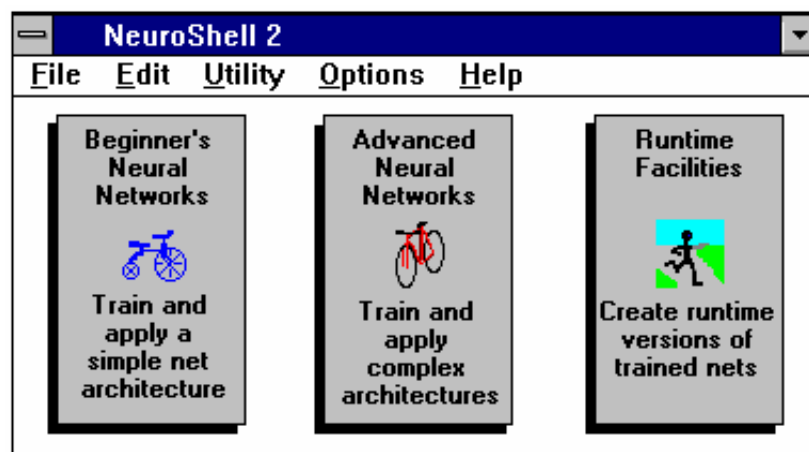 NeuroShell 2
File Edit Utility Options Help
Beginner's
Neural
Networks
Train and
apply a
simple net
architecture
Advanced
Neural
Networks
Train and
apply
complex
architectures
Runtime
Facilities
Create runtime
versions of
trained nets